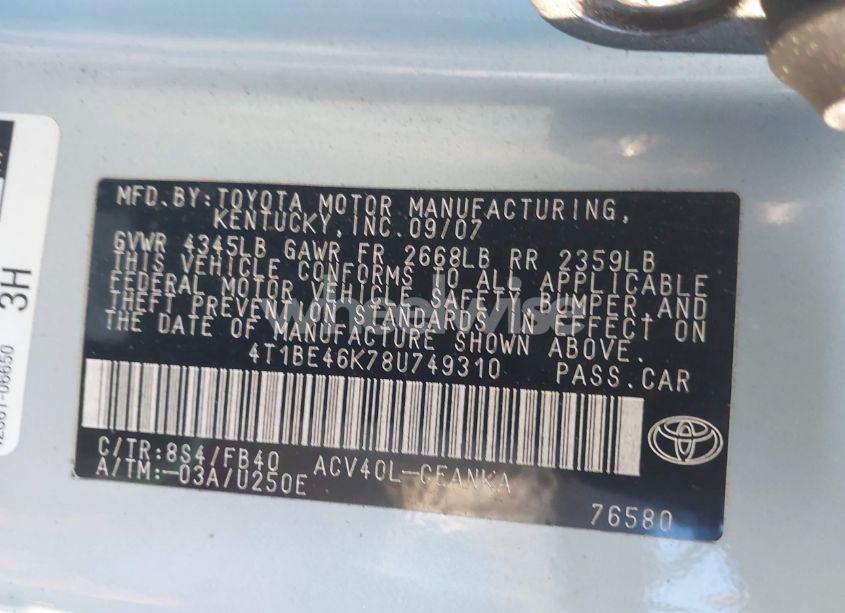 MFD.BY:TOYOTA MOTOR MANUFACTURING,
KENTUCKY,INC.09/07
GVWR 4345LB GAWR FR 2668LB RR 2359LB
THIS VEHICLE CONFORMS TO ALL APPLICABLE
FEDERAL MOTOR VEHICLE SAFETY,BUMPER,AND
THEFT PREVENTION STANDARDS IN EFFECT ON
THE DATE OF MANUFACTURE SHOWN ABOVE.
4T1BE46K78U749310 PASS.CAR
C/TR:8S4/FB40 ACV40L-CEANKA
A/TM:-03A/U250E
76580
3H
wheelwise